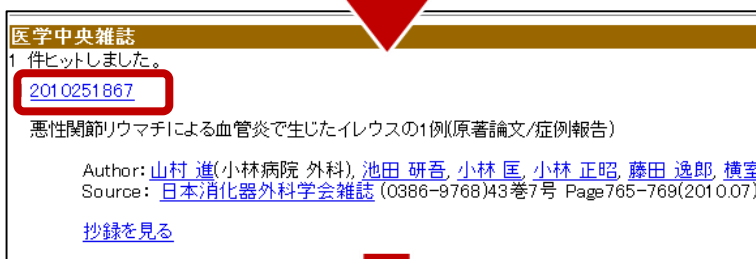 医学中央雑誌
1 件ヒットしました。
2010251867
悪性関節リウマチによる血管炎で生じたイレウスの1例(原著論文/症例報告)
Author: 山村 進(小林病院 外科), 池田 研吾, 小林 匡, 小林 正昭, 藤田 逸郎, 横室
Source: 日本消化器外科学会雑誌 (0386-9768)43巻7号 Page765-769(2010.07)
抄録を見る